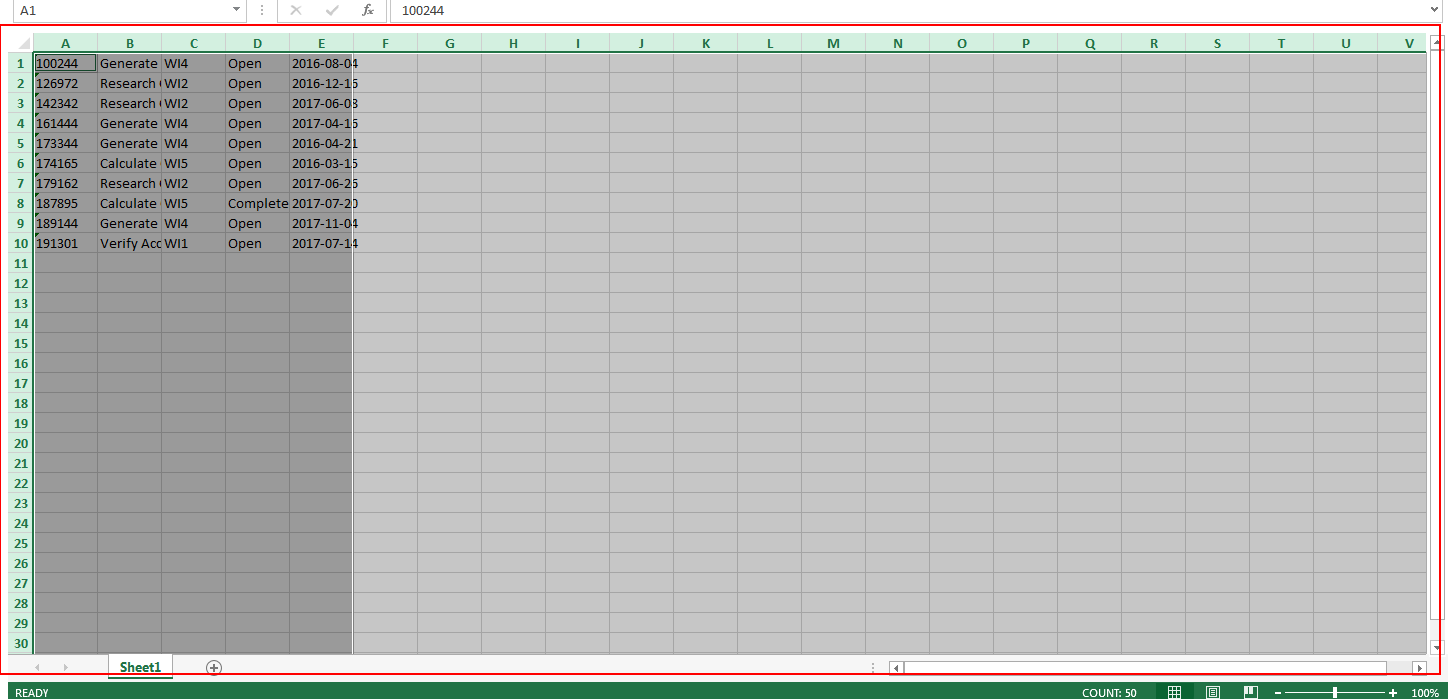 A1 fx 100244
A B C D E F G H I J K L M N O P Q R S T U V
1 100244 Generate WI4 Open 2016-08-04
2 126972 Research WI2 Open 2016-12-15
3 142342 Research WI2 Open 2017-06-08
4 161444 Generate WI4 Open 2017-04-15
5 173344 Generate WI4 Open 2016-04-21
6 174165 Calculate WI5 Open 2016-03-15
7 179162 Research WI2 Open 2017-06-26
8 187895 Calculate WI5 Complete 2017-07-20
9 189144 Generate WI4 Open 2017-11-04
10 191301 Verify Acc WI1 Open 2017-07-14
11
12
13
14
15
16
17
18
19
20
21
22
23
24
25
26
27
28
29
30
Sheet1
READY COUNT: 50 100%